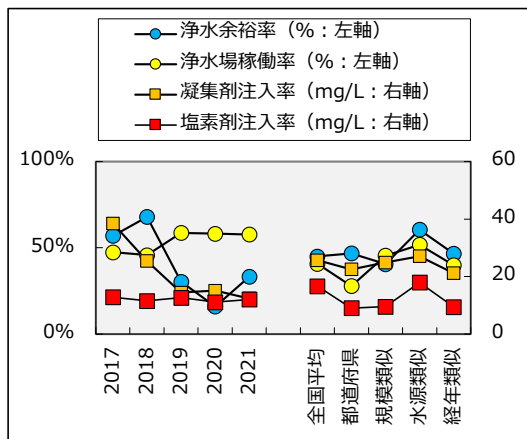 浄水余裕率（%：左軸）
浄水場稼働率（%：左軸）
凝集剤注入率（mg/L：右軸）
塩素剤注入率（mg/L：右軸）
100%
50%
0%
60
40
20
0
2017
2018
2019
2020
2021
全国平均
都道府県
規模類似
水源類似
経年類似